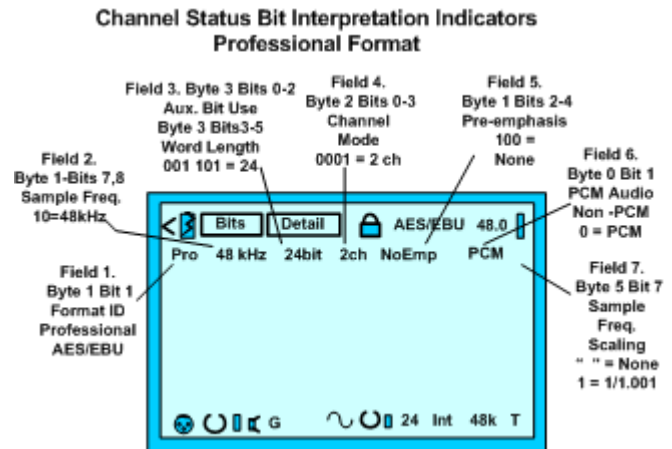 Channel Status Bit Interpretation Indicators
Professional Format
Field 1.
Byte 1 Bit 1
Format ID
Professional
AES/EBU
Field 2.
Byte 1-Bits 7,8
Sample Freq.
10=48kHz
Field 3. Byte 3 Bits 0-2
Aux. Bit Use
Byte 3 Bits3-5
Word Length
001 101 = 24
Field 4.
Byte 2 Bits 0-3
Channel
Mode
0001 = 2 ch
Field 5.
Byte 1 Bits 2-4
Pre-emphasis
100 =
None
Field 6.
Byte 0 Bit 1
PCM Audio
Non -PCM
0 = PCM
Field 7.
Byte 5 Bit 7
Sample
Freq.
Scaling
" " = None
1 = 1/1.001
< Bits Detail AES/EBU 48.0
Pro 48 kHz 24bit 2ch NoEmp PCM
G 24 Int 48k T